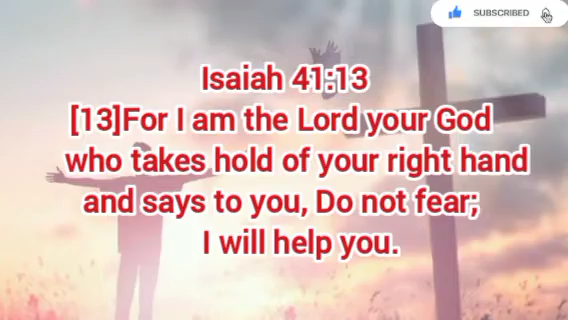 SUBSCRIBED
Isaiah 41:13
[13]For I am the Lord your God
who takes hold of your right hand
and says to you, Do not fear;
I will help you.